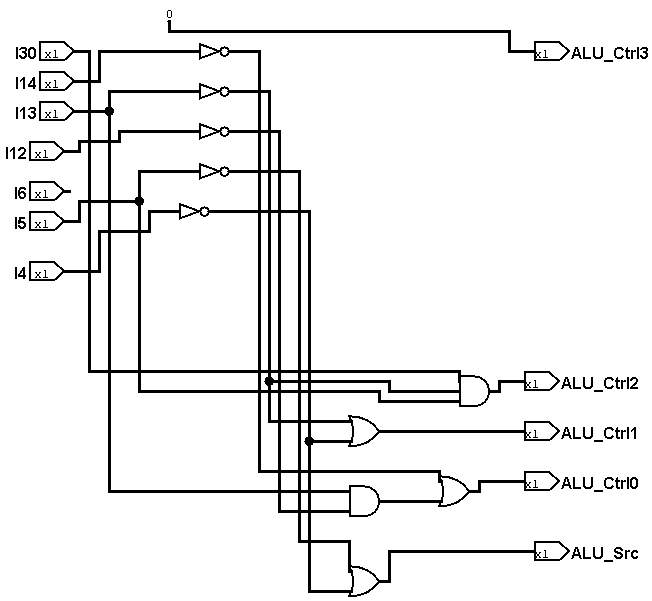 0
I30 x1
x1 ALU_Ctrl3
I14 x1
I13 x1
I12 x1
I6 x1
I5 x1
I4 x1
x1 ALU_Ctrl2
x1 ALU_Ctrl1
x1 ALU_Ctrl0
x1 ALU_Src